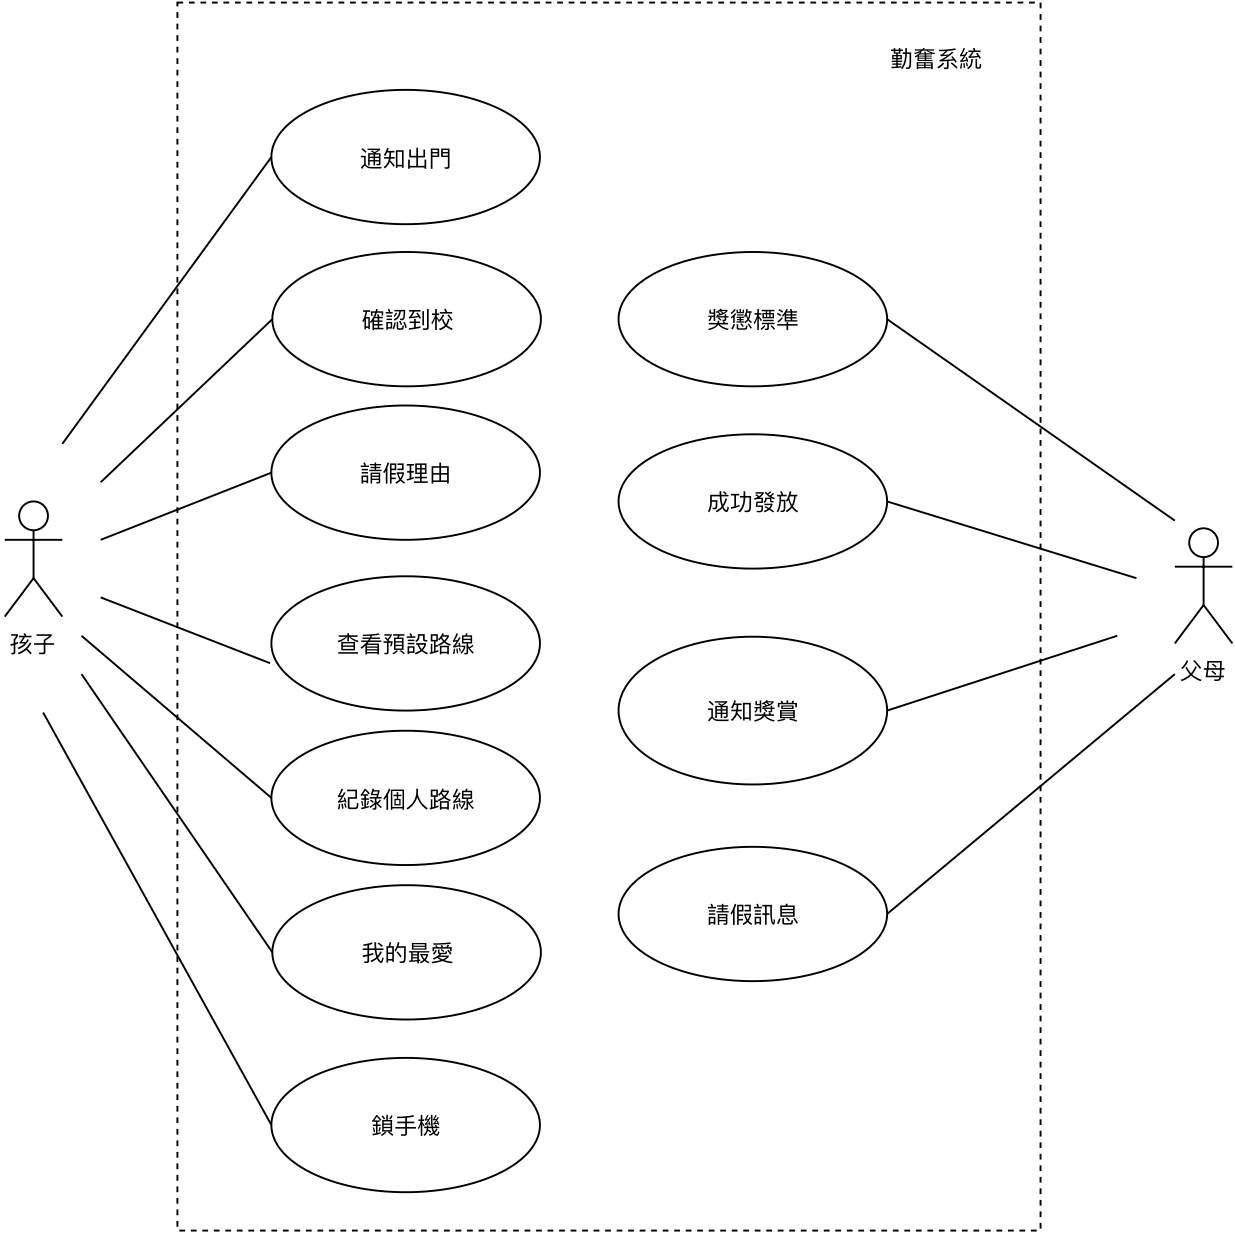 勤奮系統
通知出門
確認到校
獎懲標準
請假理由
成功發放
孩子
查看預設路線
父母
通知獎賞
紀錄個人路線
請假訊息
我的最愛
鎖手機